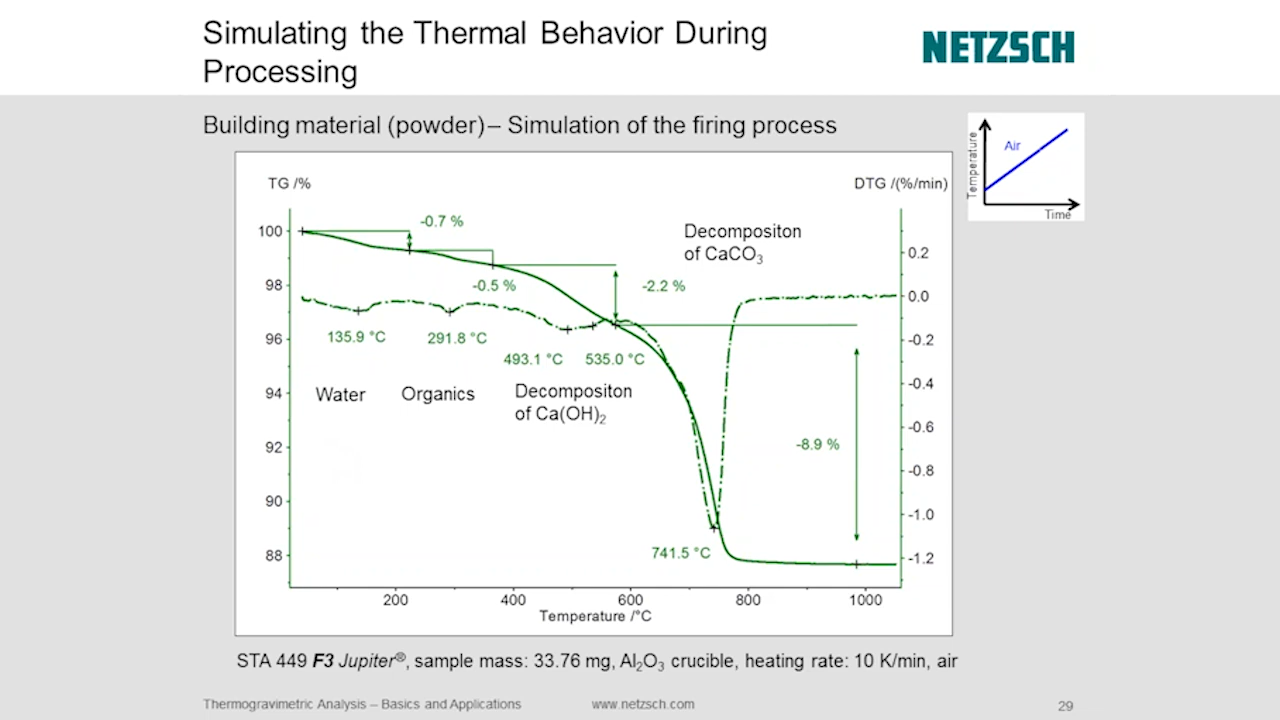 Simulating the Thermal Behavior During
Processing
NETZSCH
Building material (powder) – Simulation of the firing process
Temperature
Air
Time
TG /%
DTG /(%/min)
100
98
96
94
92
90
88
-0.7 %
-0.5 %
-2.2 %
-8.9 %
Decompositon
of CaCO₃
135.9 °C
291.8 °C
493.1 °C
535.0 °C
741.5 °C
Water
Organics
Decompositon
of Ca(OH)₂
0.2
0.0
-0.2
-0.4
-0.6
-0.8
-1.0
-1.2
200 400 600 800 1000
Temperature /°C
STA 449 F3 Jupiter®, sample mass: 33.76 mg, Al₂O₃ crucible, heating rate: 10 K/min, air
Thermogravimetric Analysis – Basics and Applications www.netzsch.com 29